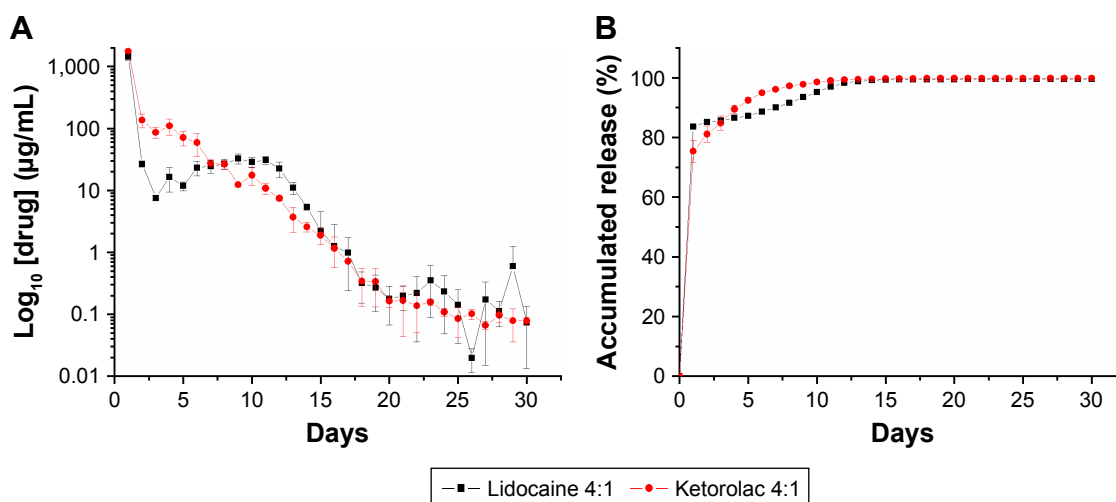 A
Log10 [drug] (µg/mL)
1,000
100
10
1
0.1
0.01
0 5 10 15 20 25 30
Days
B
Accumulated release (%)
100
80
60
40
20
0
0 5 10 15 20 25 30
Days
Lidocaine 4:1 Ketorolac 4:1